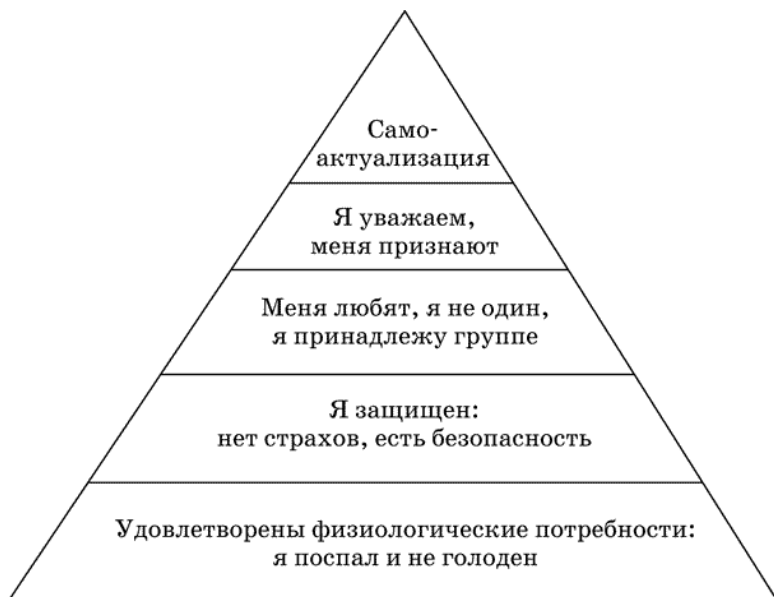 Само-
актуализация
Я уважаем,
меня признают
Меня любят, я не один,
я принадлежу группе
Я защищен:
нет страхов, есть безопасность
Удовлетворены физиологические потребности:
я поспал и не голоден